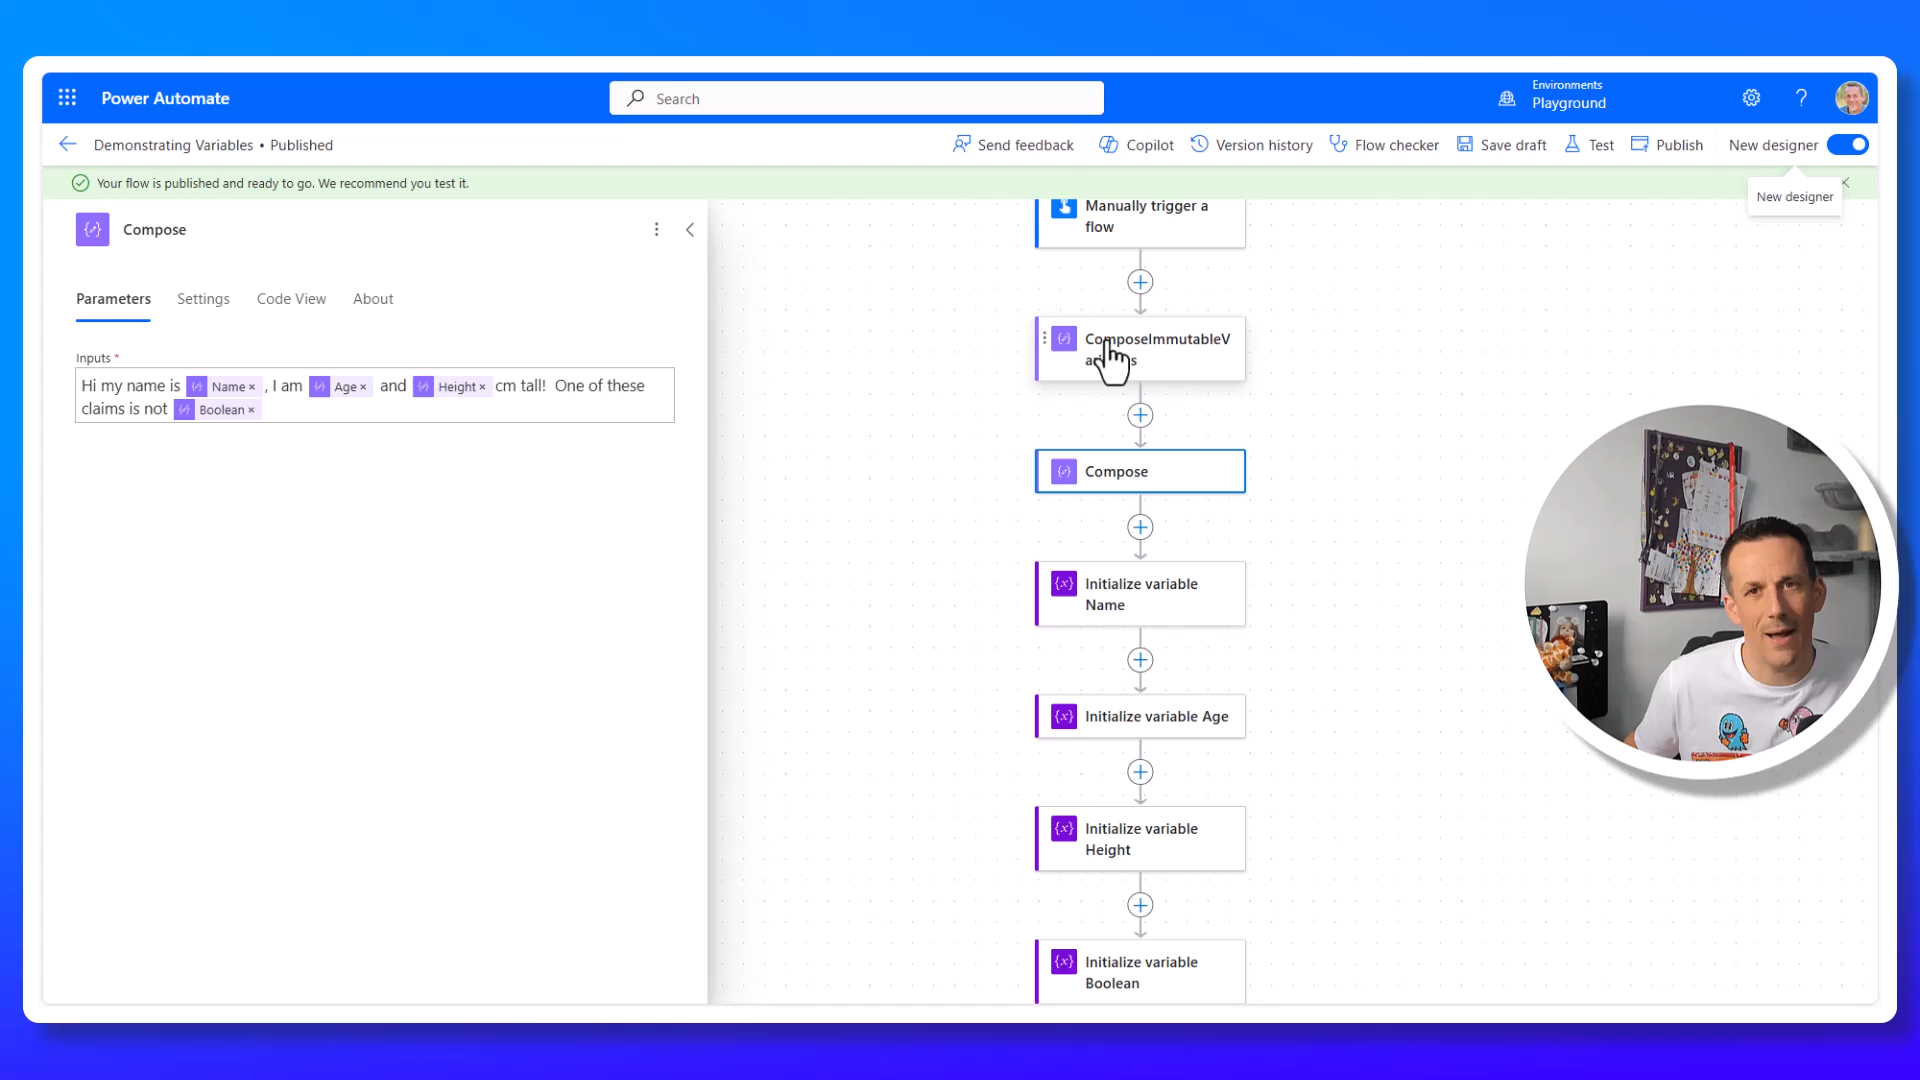 Power Automate
Search
Environments
Playground
?
Demonstrating Variables • Published
Send feedback
Copilot
Version history
Flow checker
Save draft
Test
Publish
New designer
Your flow is published and ready to go. We recommend you test it.
New designer
{/} Compose
Parameters
Settings
Code View
About
Inputs *
Hi my name is Name × , I am Age × and Height × cm tall! One of these
claims is not Boolean ×
Manually trigger a
flow
ComposeImmutableV
Compose
{x} Initialize variable
Name
{x} Initialize variable Age
{x} Initialize variable
Height
{x} Initialize variable
Boolean